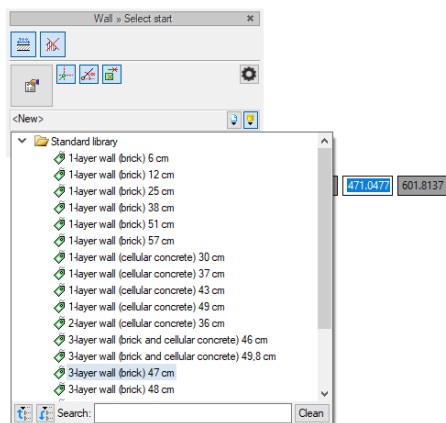 Wall » Select start
<New>
Standard library
1-layer wall (brick) 6 cm
1-layer wall (brick) 12 cm
1-layer wall (brick) 25 cm
1-layer wall (brick) 38 cm
1-layer wall (brick) 51 cm
1-layer wall (brick) 57 cm
1-layer wall (cellular concrete) 30 cm
1-layer wall (cellular concrete) 37 cm
1-layer wall (cellular concrete) 43 cm
1-layer wall (cellular concrete) 49 cm
2-layer wall (cellular concrete) 36 cm
3-layer wall (brick and cellular concrete) 46 cm
3-layer wall (brick and cellular concrete) 49,8 cm
3-layer wall (brick) 47 cm
3-layer wall (brick) 48 cm
471.0477 601.8137
Search: Clean